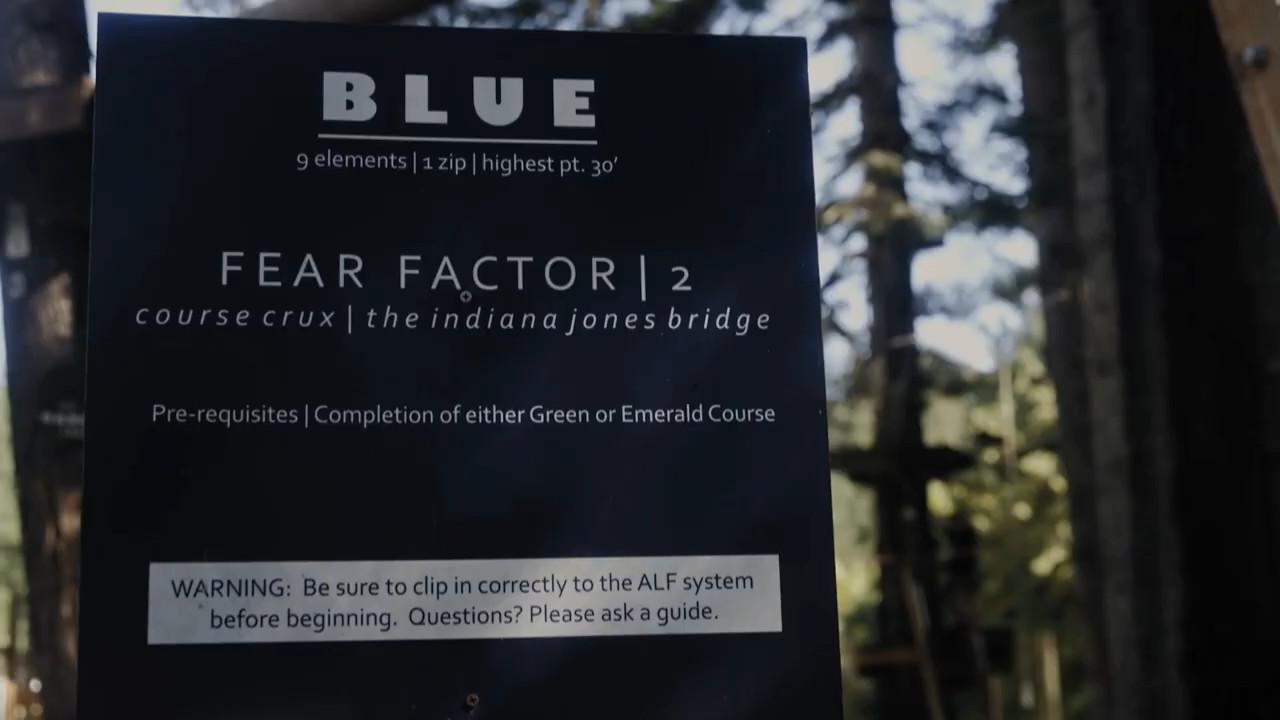 BLUE
9 elements | 1 zip | highest pt. 30'
FEAR FACTOR | 2
course crux | the indiana jones bridge
Pre-requisites | Completion of either Green or Emerald Course
WARNING: Be sure to clip in correctly to the ALF system
before beginning. Questions? Please ask a guide.